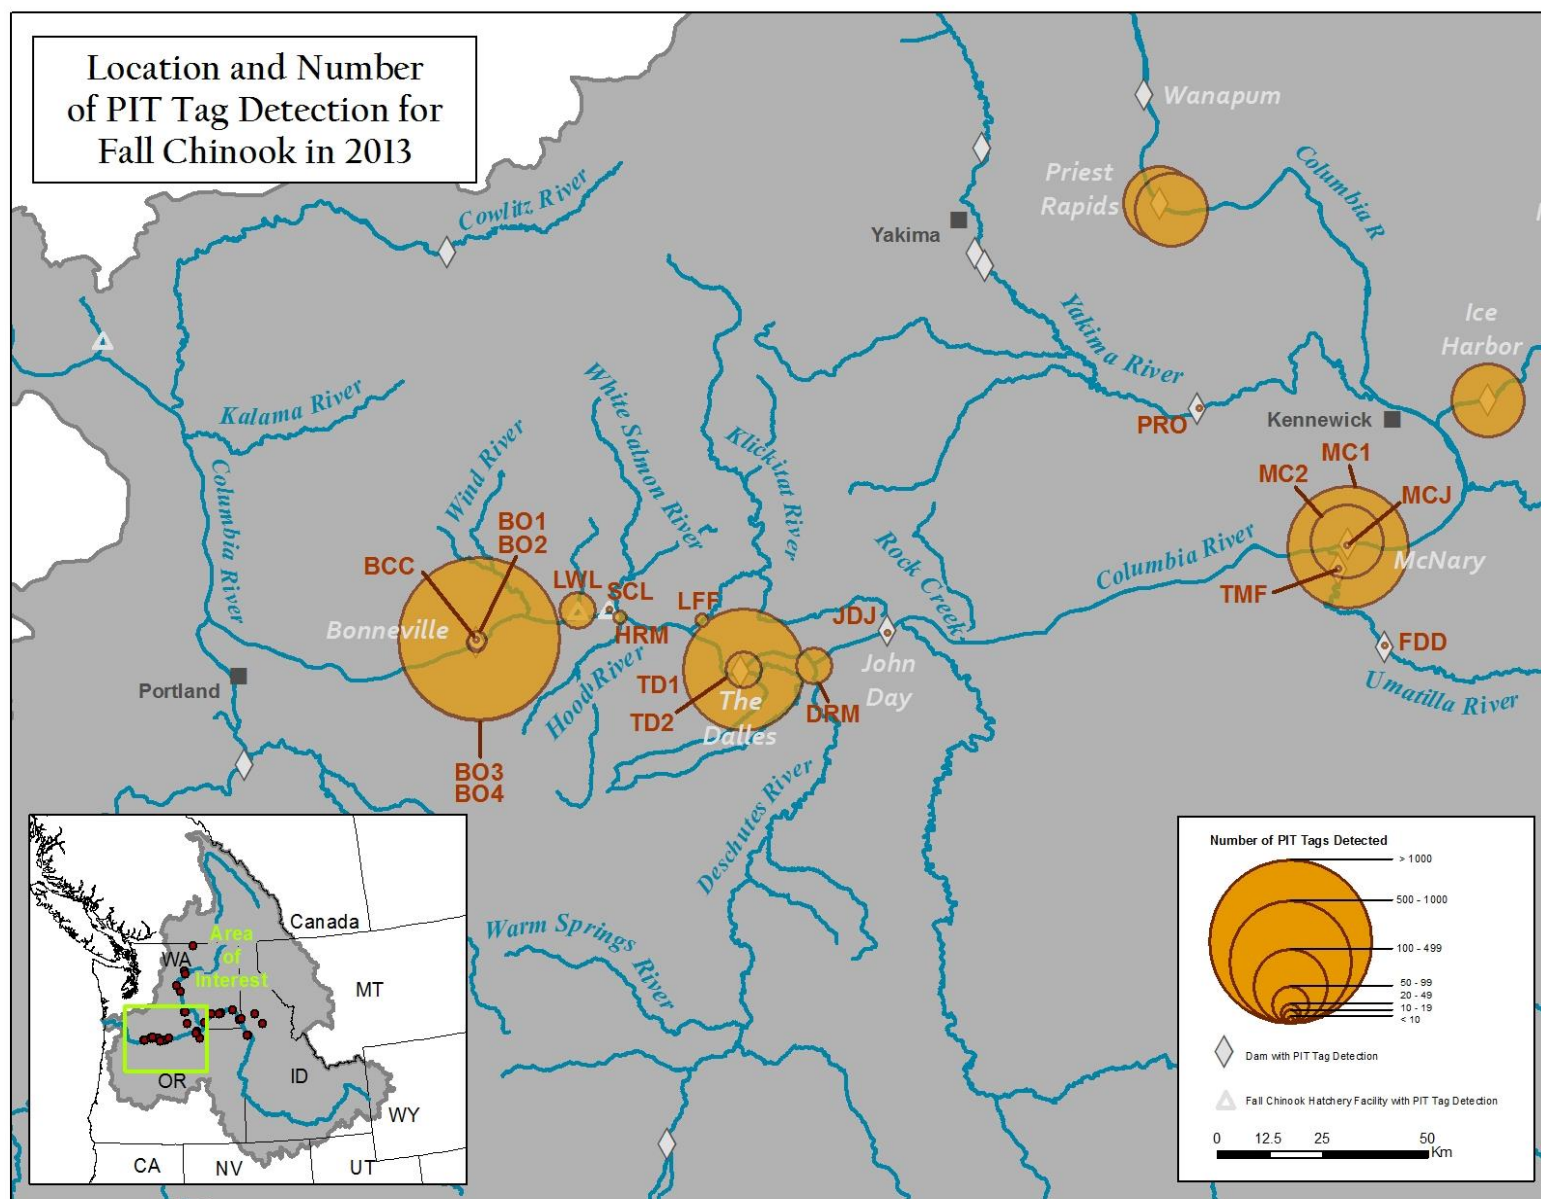 Location and Number
of PIT Tag Detection for
Fall Chinook in 2013
Wanapum
Priest
Rapids
Columbia R
Cowlitz River
Yakima
Ice
Harbor
Yakima River
Kalama River
White Salmon River
Klickitat River
PRO
Kennewick
Wind River
MC1
MC2
MCJ
Columbia River
BO1
BO2
BCC
LWL
SCL
LFF
HRM
Bonneville
Rock Creek
JDJ
Columbia River
McNary
TMF
FDD
Umatilla River
Portland
Hood River
TD1
TD2
The
Dalles
DRM
John
Day
BO3
BO4
Deschutes River
Warm Springs
River
Canada
Area
of
Interest
WA
MT
OR
ID
WY
CA
NV
UT
Number of PIT Tags Detected
> 1000
500 - 1000
100 - 499
50 - 99
20 - 49
10 - 19
< 10
Dam with PIT Tag Detection
Fall Chinook Hatchery Facility with PIT Tag Detection
0 12.5 25 50
Km